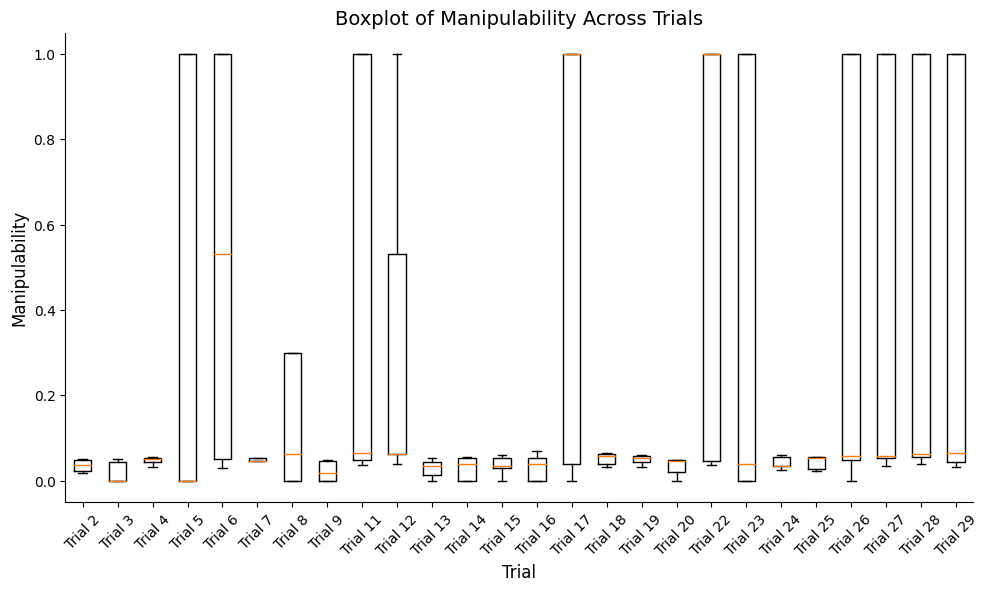 Boxplot of Manipulability Across Trials
Manipulability
1.0
0.8
0.6
0.4
0.2
0.0
Trial 2
Trial 3
Trial 4
Trial 5
Trial 6
Trial 7
Trial 8
Trial 9
Trial 11
Trial 12
Trial 13
Trial 14
Trial 15
Trial 16
Trial 17
Trial 18
Trial 19
Trial 20
Trial 22
Trial 23
Trial 24
Trial 25
Trial 26
Trial 27
Trial 28
Trial 29
Trial